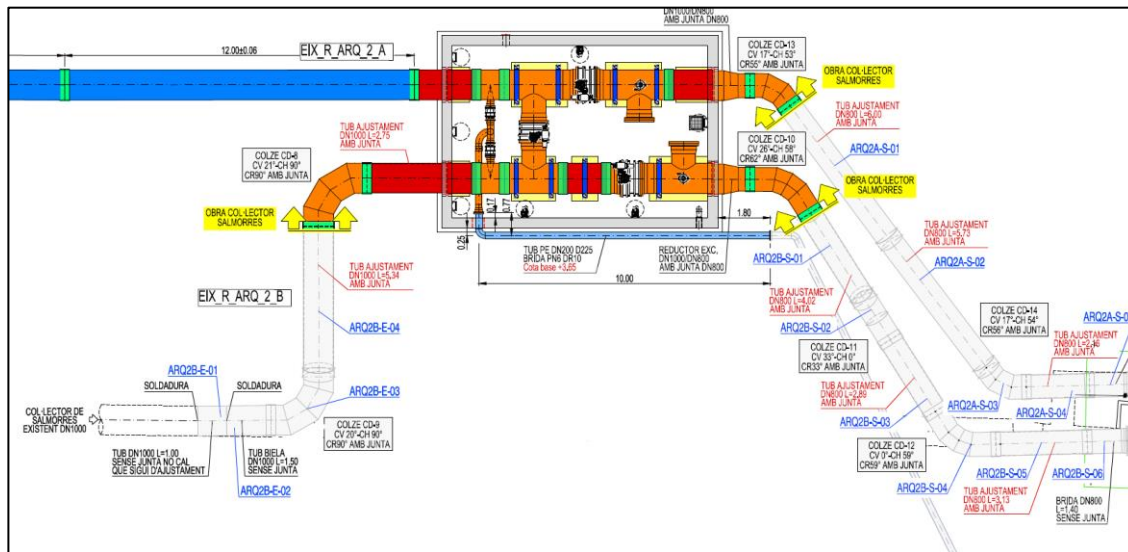 DN1000/DN800
AMB JUNTA DN800
12.00±0.06
EIX_R_ARQ_2_A
COLZE CD-13
CV 17°-CH 53°
CR55° AMB JUNTA
OBRA COL·LECTOR
SALMORRES
TUB AJUSTAMENT
DN800 L=6,00
AMB JUNTA
TUB AJUSTAMENT
DN1000 L=2,75
AMB JUNTA
COLZE CD-8
CV 21°-CH 90°
CR90° AMB JUNTA
COLZE CD-10
CV 26°-CH 58°
CR62° AMB JUNTA
ARQ2A-S-01
OBRA COL·LECTOR
SALMORRES
OBRA COL·LECTOR
SALMORRES
0.17
0.77
0.25
1.80
TUB PE DN200 D225
BRIDA PN6 DR10
Cota base +3,65
REDUCTOR EXC,
DN1000/DN800
AMB JUNTA DN800
10.00
ARQ2B-S-01
TUB AJUSTAMENT
DN800 L=5,73
AMB JUNTA
ARQ2A-S-02
TUB AJUSTAMENT
DN1000 L=5,34
AMB JUNTA
EIX_R_ARQ_2_B
ARQ2B-E-04
TUB AJUSTAMENT
DN800 L=4,02
AMB JUNTA
ARQ2B-S-02
COLZE CD-14
CV 17°-CH 54°
CR56° AMB JUNTA
ARQ2A-S-0
TUB AJUSTAMENT
DN800 L=2,16
AMB JUNTA
COLZE CD-11
CV 33°-CH 0°
CR33° AMB JUNTA
TUB AJUSTAMENT
DN800 L=2,89
AMB JUNTA
ARQ2B-S-03
ARQ2A-S-03
ARQ2A-S-04
ARQ2B-E-01
SOLDADURA
SOLDADURA
ARQ2B-E-03
COL·LECTOR DE
SALMORRES
EXISTENT DN1000
COLZE CD-9
CV 20°-CH 90°
CR90° AMB JUNTA
TUB DN1000 L=1,00
SENSE JUNTA NO CAL
QUE SIGUI D'AJUSTAMENT
TUB BIELA
DN1000 L=1,50
SENSE JUNTA
ARQ2B-E-02
COLZE CD-12
CV 0°-CH 59°
CR59° AMB JUNTA
ARQ2B-S-04
ARQ2B-S-05
ARQ2B-S-06
TUB AJUSTAMENT
DN800 L=3,13
AMB JUNTA
BRIDA DN800
L=1,40
SENSE JUNTA